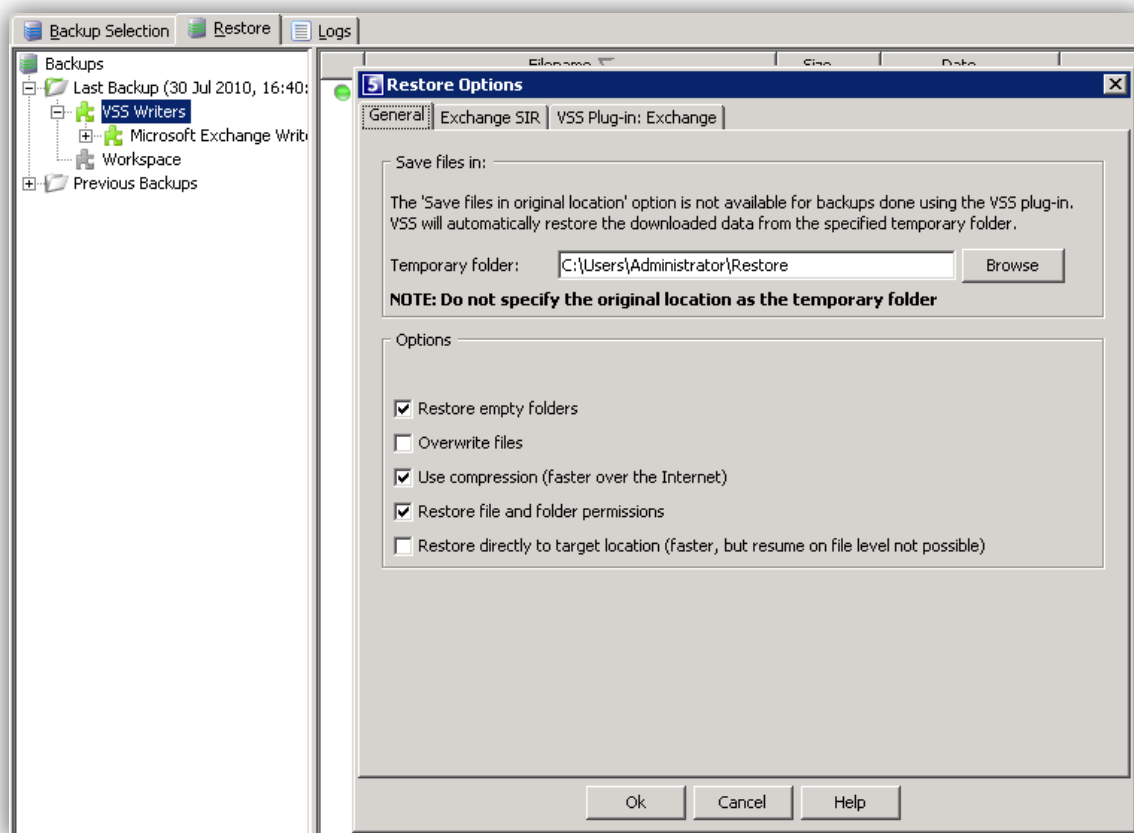 Backup Selection
Restore
Logs
Backups
Last Backup (30 Jul 2010, 16:40:
VSS Writers
Microsoft Exchange Write
Workspace
Previous Backups
Filename
Size
Date
5 Restore Options
General
Exchange SIR
VSS Plug-in: Exchange
Save files in:
The 'Save files in original location' option is not available for backups done using the VSS plug-in.
VSS will automatically restore the downloaded data from the specified temporary folder.
Temporary folder:
C:\Users\Administrator\Restore
Browse
NOTE: Do not specify the original location as the temporary folder
Options
Restore empty folders
Overwrite files
Use compression (faster over the Internet)
Restore file and folder permissions
Restore directly to target location (faster, but resume on file level not possible)
Ok
Cancel
Help